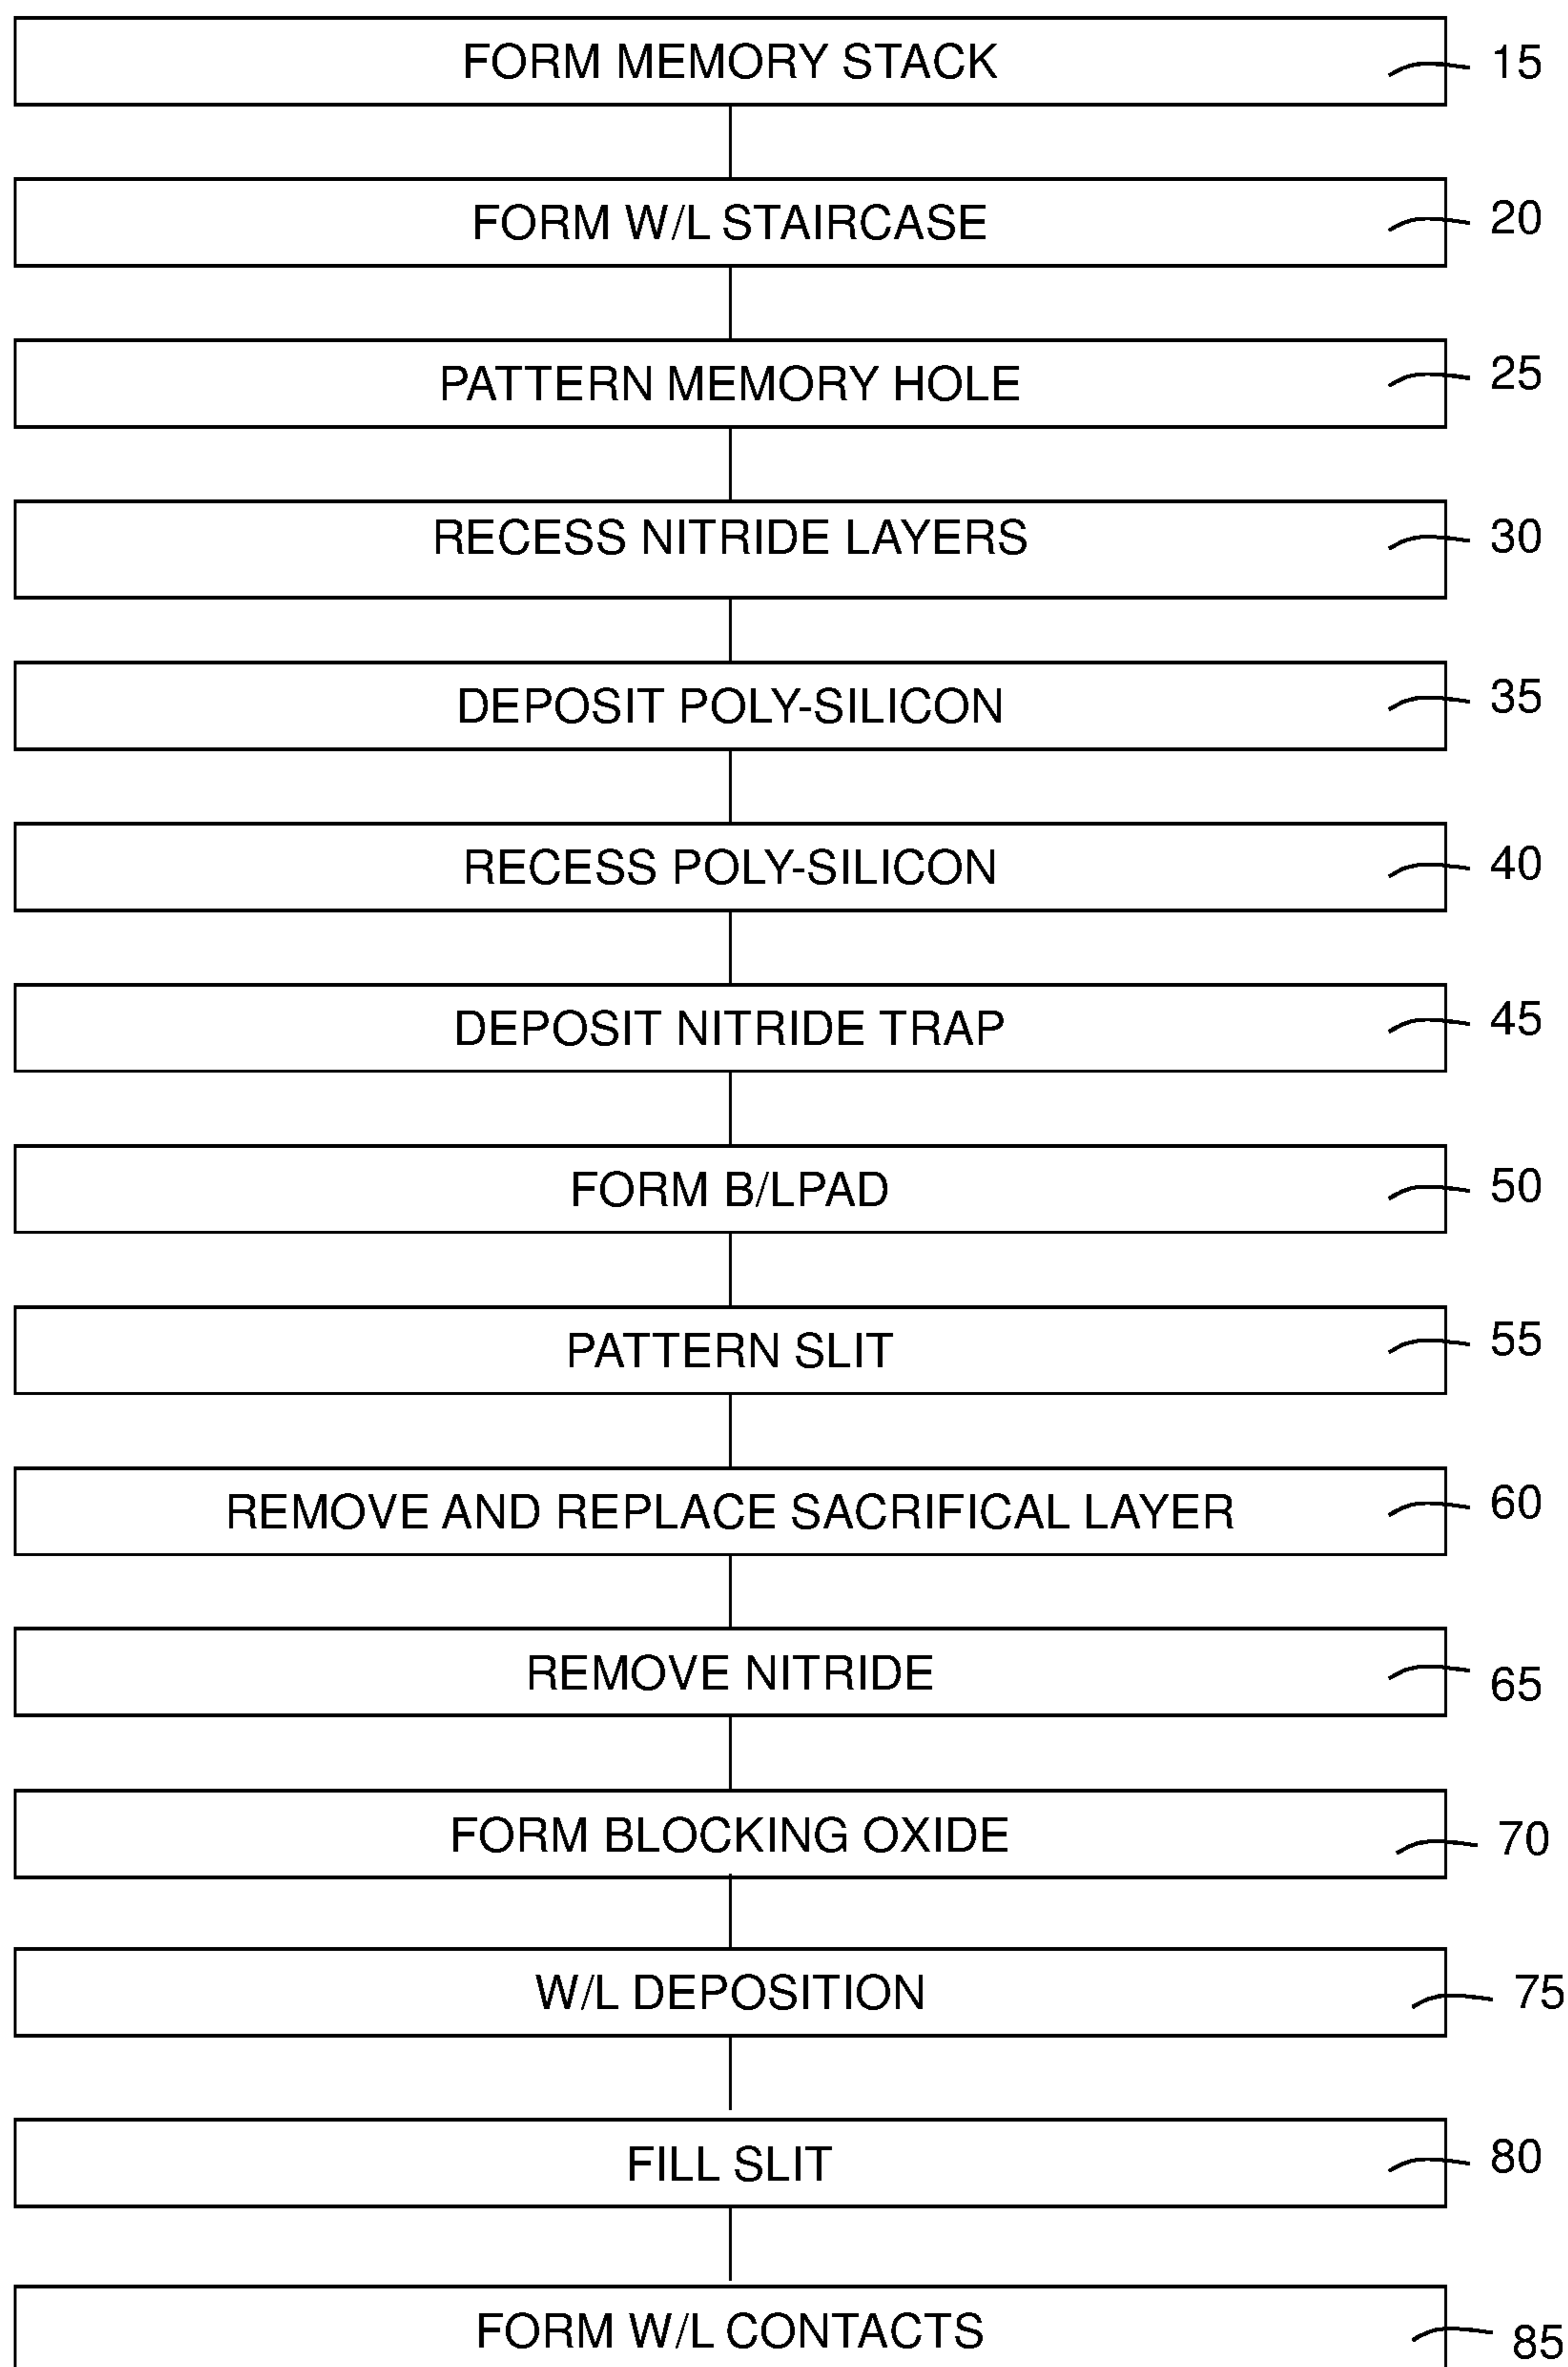 FORM MEMORY STACK 15
FORM W/L STAIRCASE 20
PATTERN MEMORY HOLE 25
RECESS NITRIDE LAYERS 30
DEPOSIT POLY-SILICON 35
RECESS POLY-SILICON 40
DEPOSIT NITRIDE TRAP 45
FORM B/LPAD 50
PATTERN SLIT 55
REMOVE AND REPLACE SACRIFICAL LAYER 60
REMOVE NITRIDE 65
FORM BLOCKING OXIDE 70
W/L DEPOSITION 75
FILL SLIT 80
FORM W/L CONTACTS 85